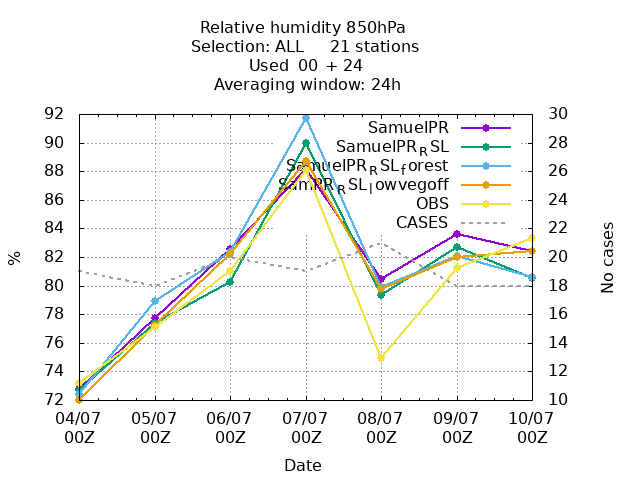 Relative humidity 850hPa
Selection: ALL 21 stations
Used 00 + 24
Averaging window: 24h
92 30
90 28
88 26
86 24
84 22
82 20
80 18
78 16
76 14
74 12
72 10
SamuelPR
SamuelPR_RSL
SamuelPR_RSL_forest
SamPR_RSL_lowvegoff
OBS
CASES
%
No cases
04/07 05/07 06/07 07/07 08/07 09/07 10/07
00Z 00Z 00Z 00Z 00Z 00Z 00Z
Date